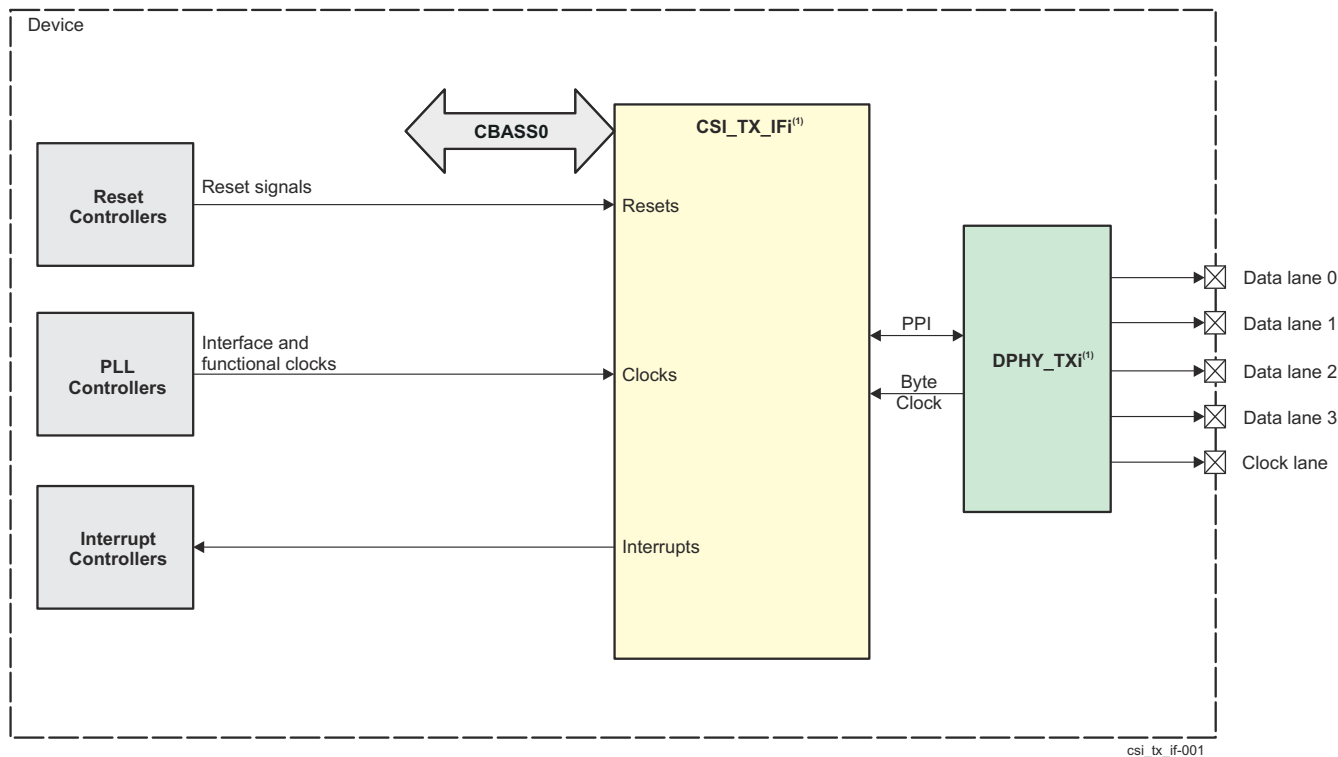 Device
CBASS0
CSI_TX_IFi(1)
Reset
Controllers
Reset signals
Resets
PLL
Controllers
Interface and
functional clocks
Clocks
Interrupt
Controllers
Interrupts
PPI
Byte
Clock
DPHY_TXi(1)
Data lane 0
Data lane 1
Data lane 2
Data lane 3
Clock lane
csi_tx_if-001